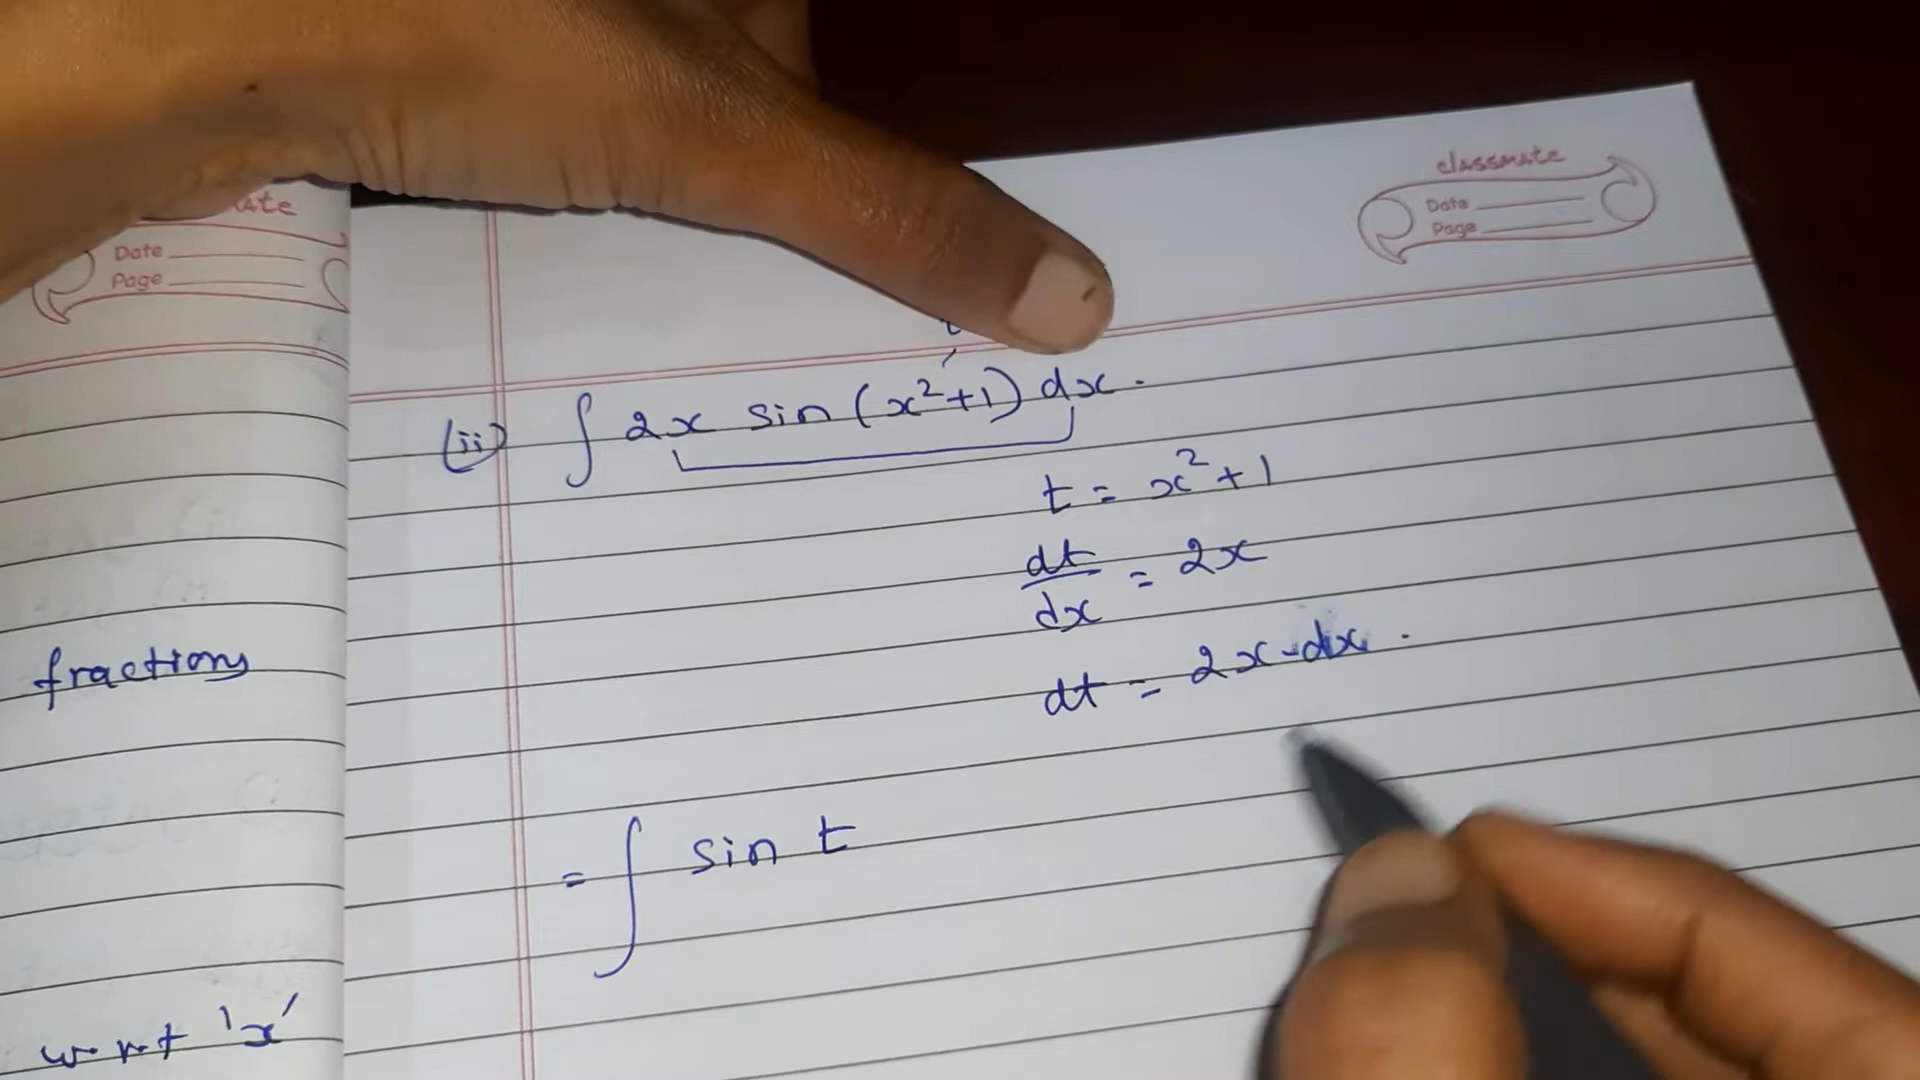 classmate
Date
Page
Date
Page
(ii) ∫ 2x sin (x²+1) dx.
t = x²+1
dt/dx = 2x
dt = 2x.dx.
= ∫ sin t
fractions
w.r.t 'x'